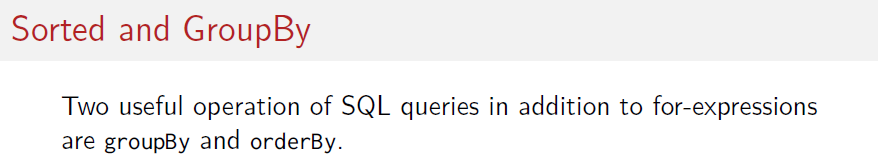 Sorted and GroupBy
Two useful operation of SQL queries in addition to for-expressions
are groupBy and orderBy.